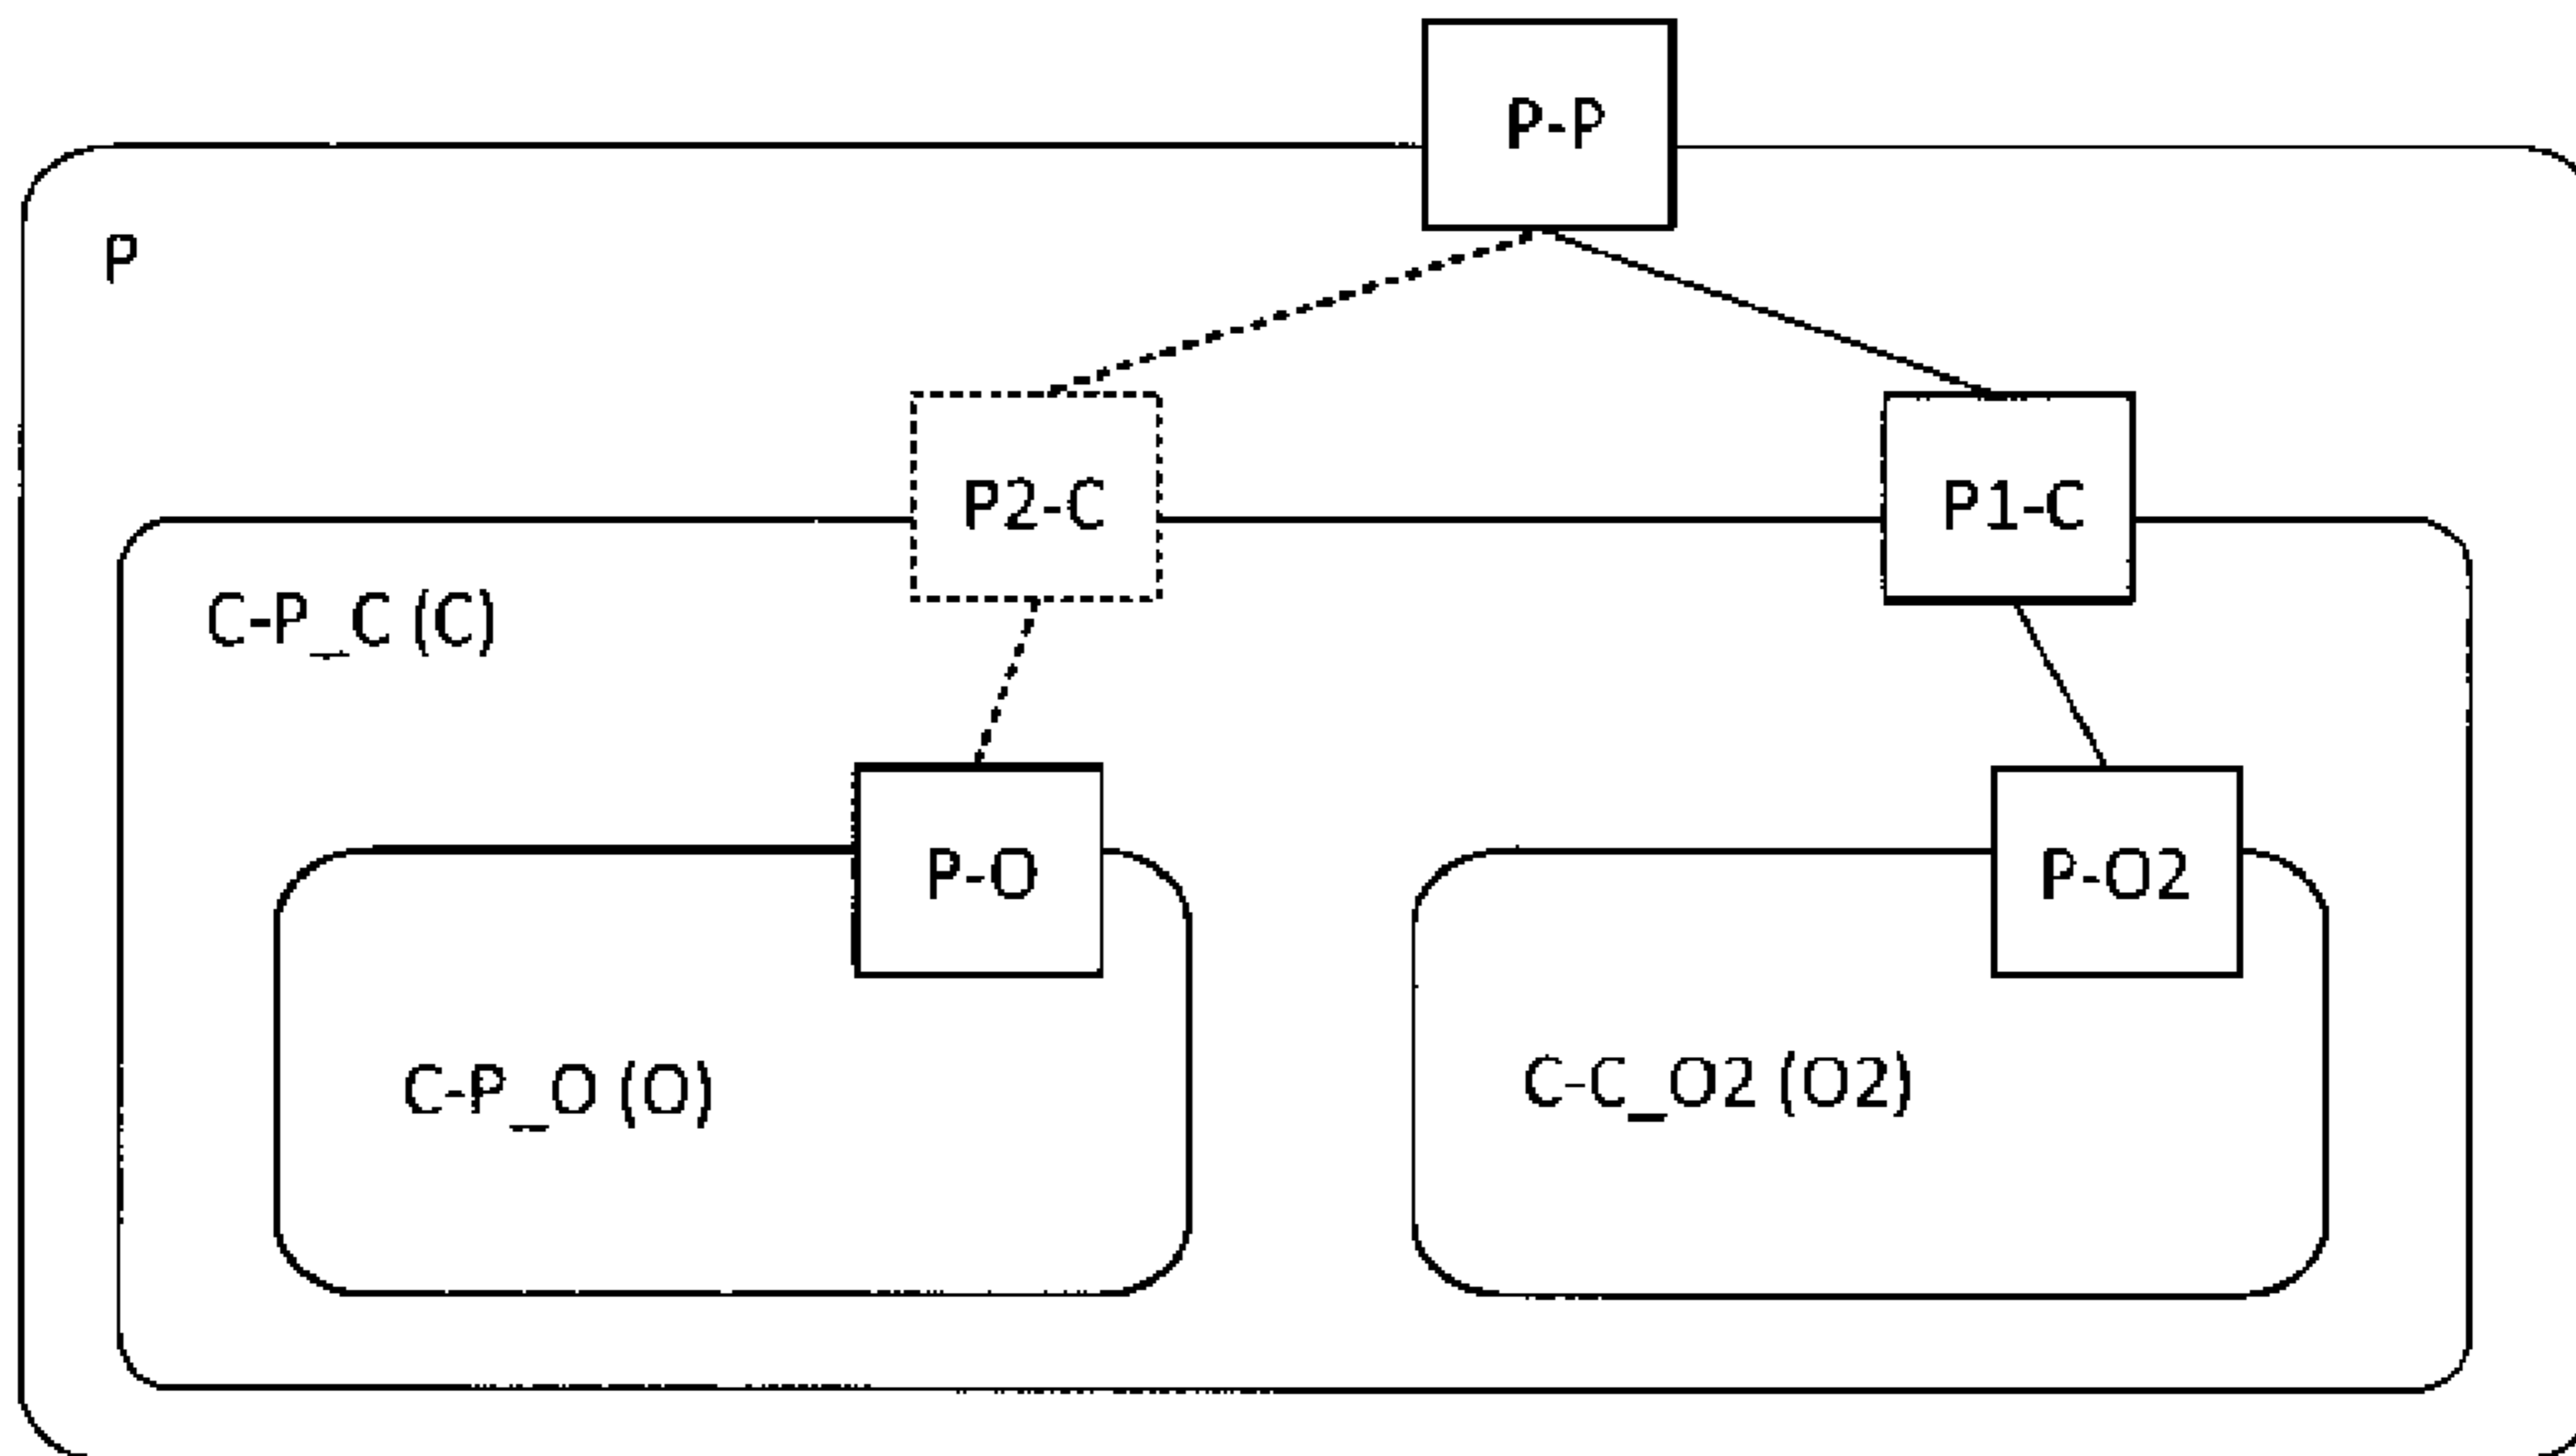 P-P
P
P2-C
P1-C
C-P_C (C)
P-O
P-O2
C-P_O (O)
C-C_O2 (O2)